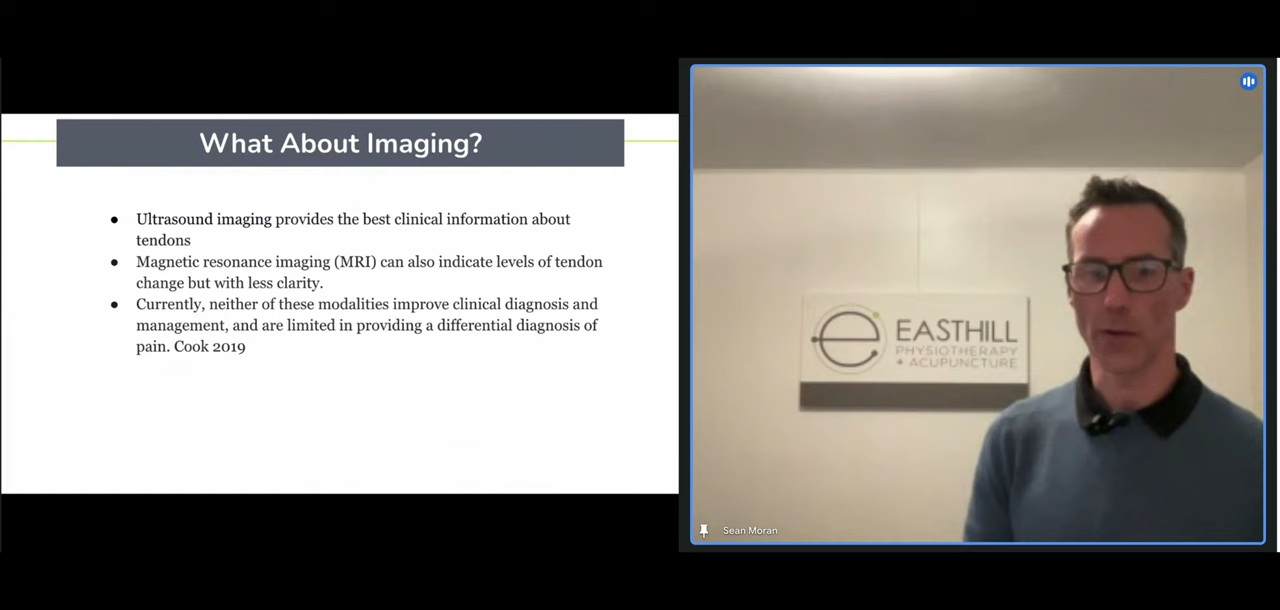 What About Imaging?
● Ultrasound imaging provides the best clinical information about
tendons
● Magnetic resonance imaging (MRI) can also indicate levels of tendon
change but with less clarity.
● Currently, neither of these modalities improve clinical diagnosis and
management, and are limited in providing a differential diagnosis of
pain. Cook 2019
EASTHILL
PHYSIOTHERAPY
+ ACUPUNCTURE
Sean Moran